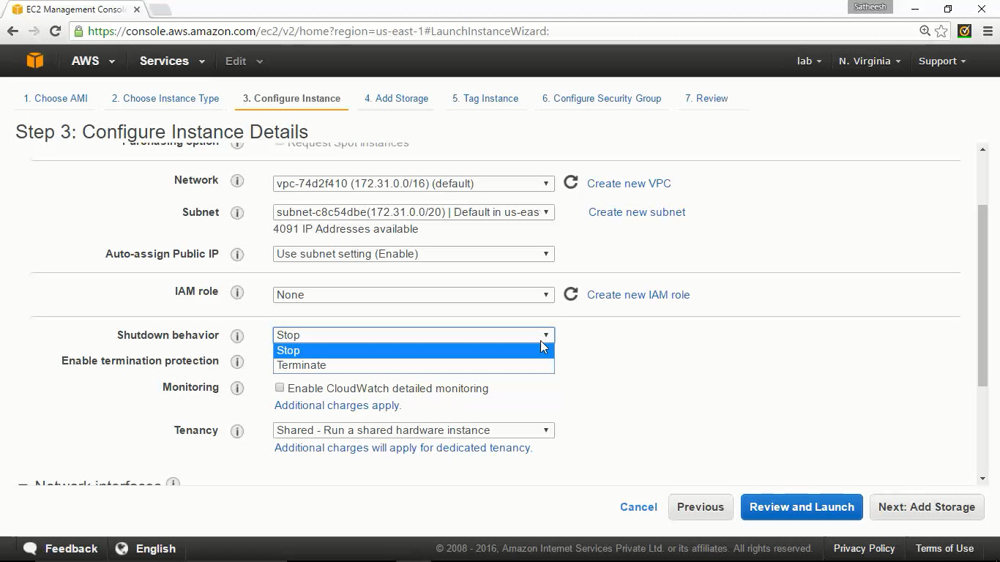 EC2 Management Consol
Satheesh
https://console.aws.amazon.com/ec2/v2/home?region=us-east-1#LaunchInstanceWizard:
AWS Services Edit lab N. Virginia Support
1. Choose AMI 2. Choose Instance Type 3. Configure Instance 4. Add Storage 5. Tag Instance 6. Configure Security Group 7. Review
Step 3: Configure Instance Details
Purchasing option Request Spot Instances
Network vpc-74d2f410 (172.31.0.0/16) (default) Create new VPC
Subnet subnet-c8c54dbe(172.31.0.0/20) | Default in us-eas Create new subnet
4091 IP Addresses available
Auto-assign Public IP Use subnet setting (Enable)
IAM role None Create new IAM role
Shutdown behavior Stop
Stop
Enable termination protection Terminate
Monitoring Enable CloudWatch detailed monitoring
Additional charges apply.
Tenancy Shared - Run a shared hardware instance
Additional charges will apply for dedicated tenancy.
Network interfaces
Cancel Previous Review and Launch Next: Add Storage
Feedback English © 2008 - 2016, Amazon Internet Services Private Ltd. or its affiliates. All rights reserved. Privacy Policy Terms of Use